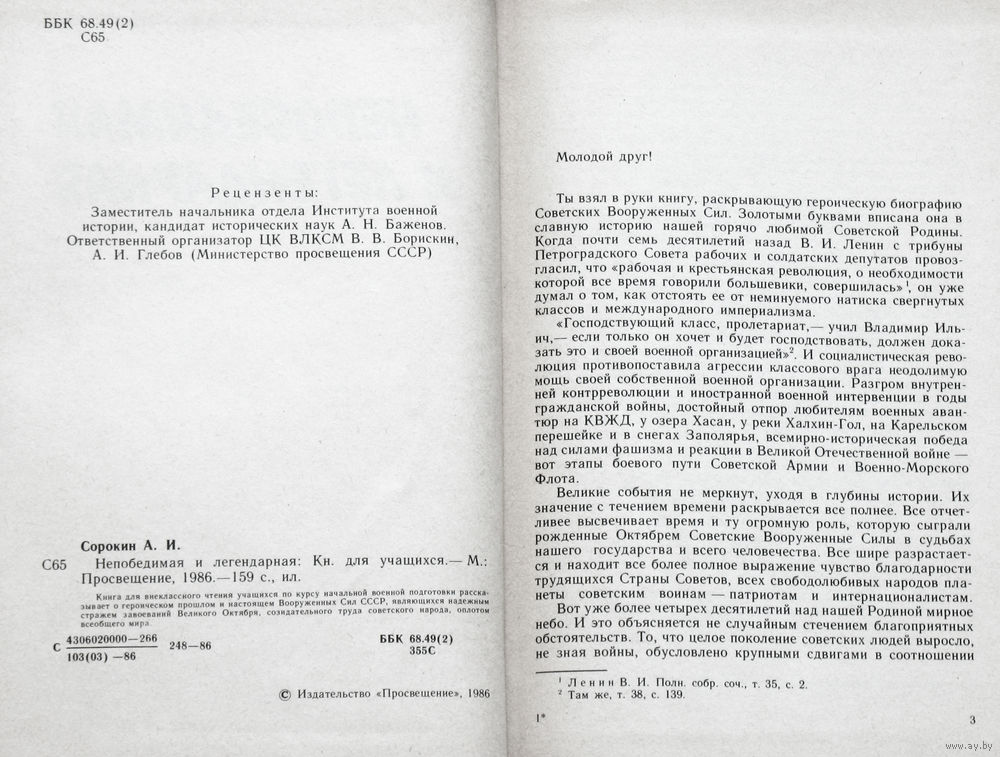 ББК 68.49(2)
С65
Рецензенты:
Заместитель начальника отдела Института военной
истории, кандидат исторических наук А. Н. Баженов.
Ответственный организатор ЦК ВЛКСМ В. В. Борискин,
А. И. Глебов (Министерство просвещения СССР)
Сорокин А. И.
С65 Непобедимая и легендарная: Кн. для учащихся.— М.:
Просвещение, 1986.—159 с., ил.
Книга для внеклассного чтения учащихся по курсу начальной военной подготовки расска-
зывает о героическом прошлом и настоящем Вооруженных Сил СССР, являющихся надежным
стражем завоеваний Великого Октября, созидательного труда советского народа, оплотом
всеобщего мира.
С 4306020000—266
103(03) —86
248—86
ББК 68.49(2)
355С
© Издательство «Просвещение», 1986
Молодой друг!
Ты взял в руки книгу, раскрывающую героическую биографию
Советских Вооруженных Сил. Золотыми буквами вписана она в
славную историю нашей горячо любимой Советской Родины.
Когда почти семь десятилетий назад В. И. Ленин с трибуны
Петроградского Совета рабочих и солдатских депутатов провоз-
гласил, что «рабочая и крестьянская революция, о необходимости
которой все время говорили большевики, совершилась»¹, он уже
думал о том, как отстоять ее от неминуемого натиска свергнутых
классов и международного империализма.
«Господствующий класс, пролетариат,— учил Владимир Иль-
ич,— если только он хочет и будет господствовать, должен дока-
зать это и своей военной организацией»². И социалистическая рево-
люция противопоставила агрессии классового врага неодолимую
мощь своей собственной военной организации. Разгром внутрен-
ней контрреволюции и иностранной военной интервенции в годы
гражданской войны, достойный отпор любителям военных аван-
тюр на КВЖД, у озера Хасан, у реки Халхин-Гол, на Карельском
перешейке и в снегах Заполярья, всемирно-историческая победа
над силами фашизма и реакции в Великой Отечественной войне —
вот этапы боевого пути Советской Армии и Военно-Морского
Флота.
Великие события не меркнут, уходя в глубины истории. Их
значение с течением времени раскрывается все полнее. Все отчет-
ливее высвечивает время и ту огромную роль, которую сыграли
рожденные Октябрем Советские Вооруженные Силы в судьбах
нашего государства и всего человечества. Все шире разрастает-
ся и находит все более полное выражение чувство благодарности
трудящихся Страны Советов, всех свободолюбивых народов пла-
неты советским воинам — патриотам и интернационалистам.
Вот уже более четырех десятилетий над нашей Родиной мирное
небо. И это объясняется не случайным стечением благоприятных
обстоятельств. То, что целое поколение советских людей выросло,
не зная войны, обусловлено крупными сдвигами в соотношении
¹ Ленин В. И. Полн. собр. соч., т. 35, с. 2.
² Там же, т. 38, с. 139.
1*
3
www.ay.by